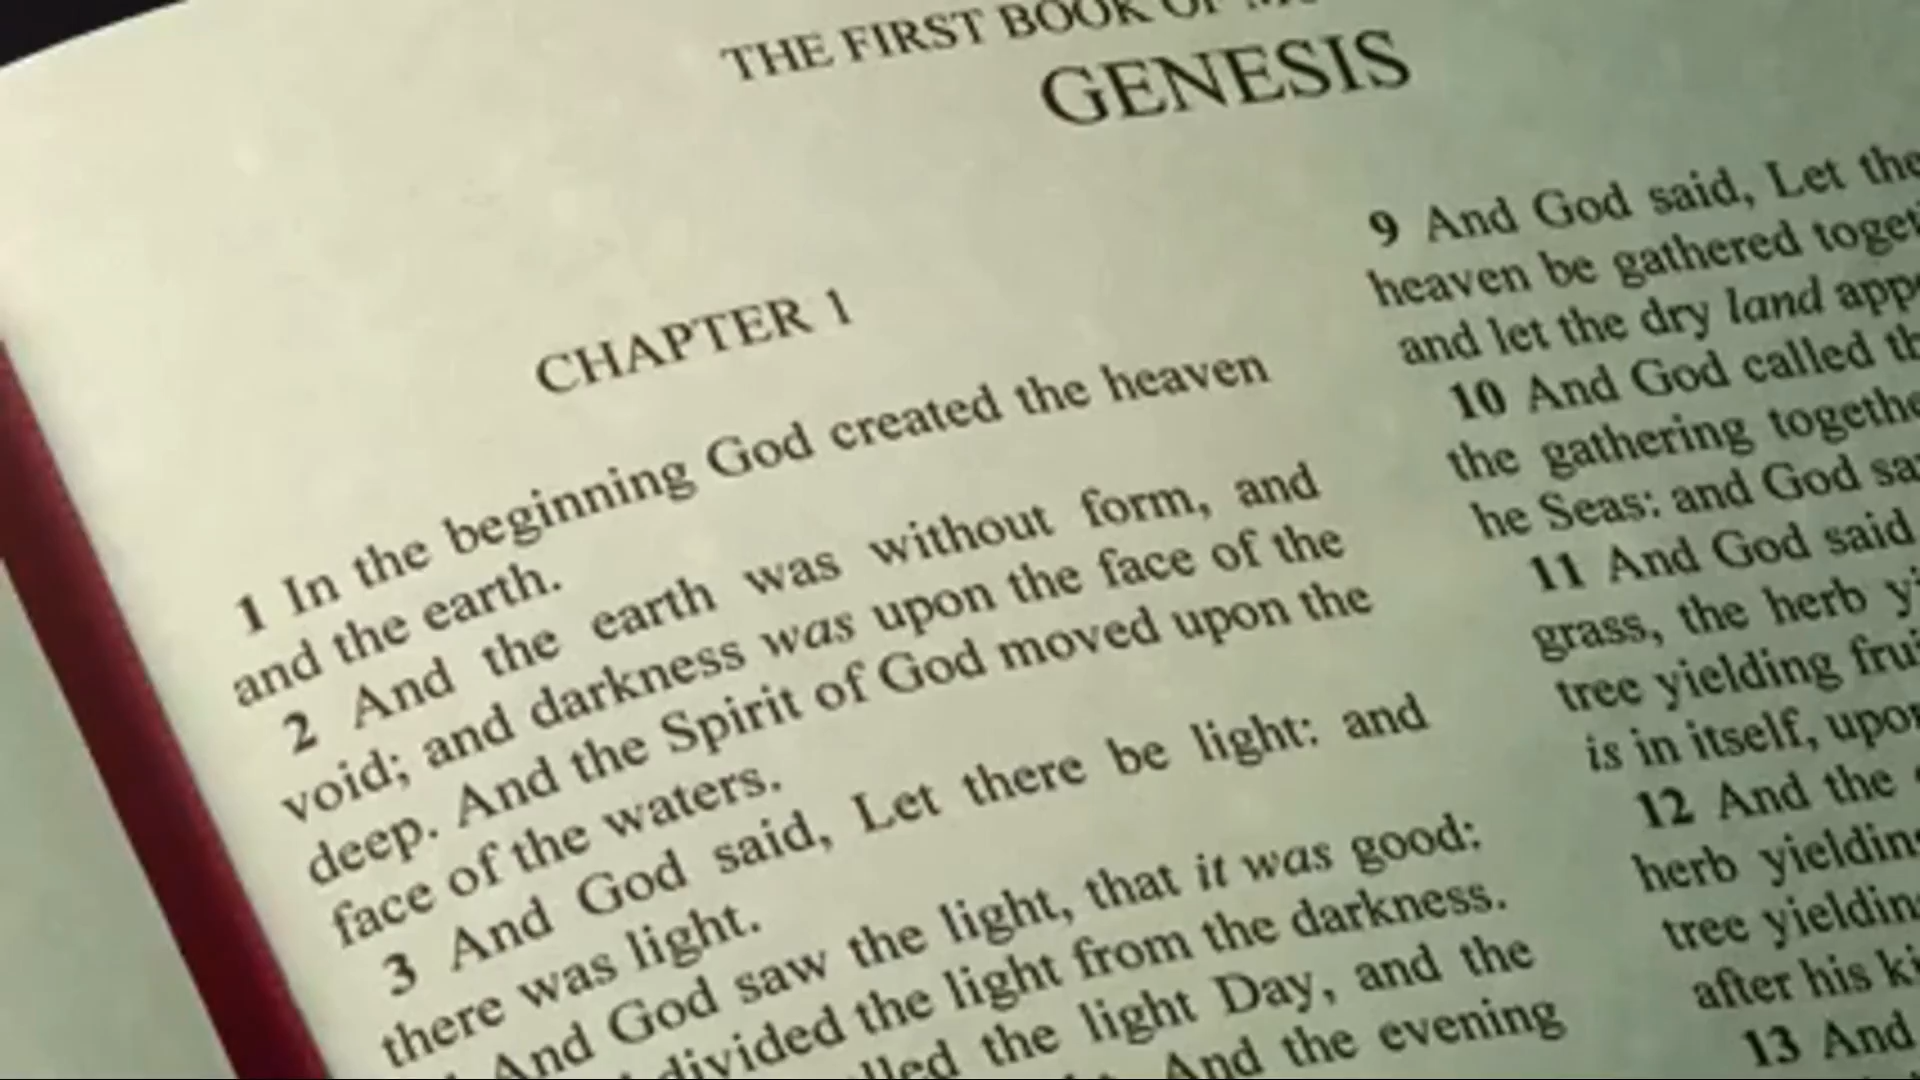 THE FIRST BOOK OF
GENESIS
CHAPTER 1
1 In the beginning God created the heaven
and the earth.
2 And the earth was without form, and
void; and darkness was upon the face of the
deep. And the Spirit of God moved upon the
face of the waters.
3 And God said, Let there be light: and
there was light.
And God saw the light, that it was good:
divided the light from the darkness.
the light Day, and the
And the evening
9 And God said, Let the
heaven be gathered
and let the dry land
10 And God called
the gathering
he Seas: and God
11 And God said
grass, the herb
tree yielding
is in itself,
12 And the
herb
tree
after his
13 And